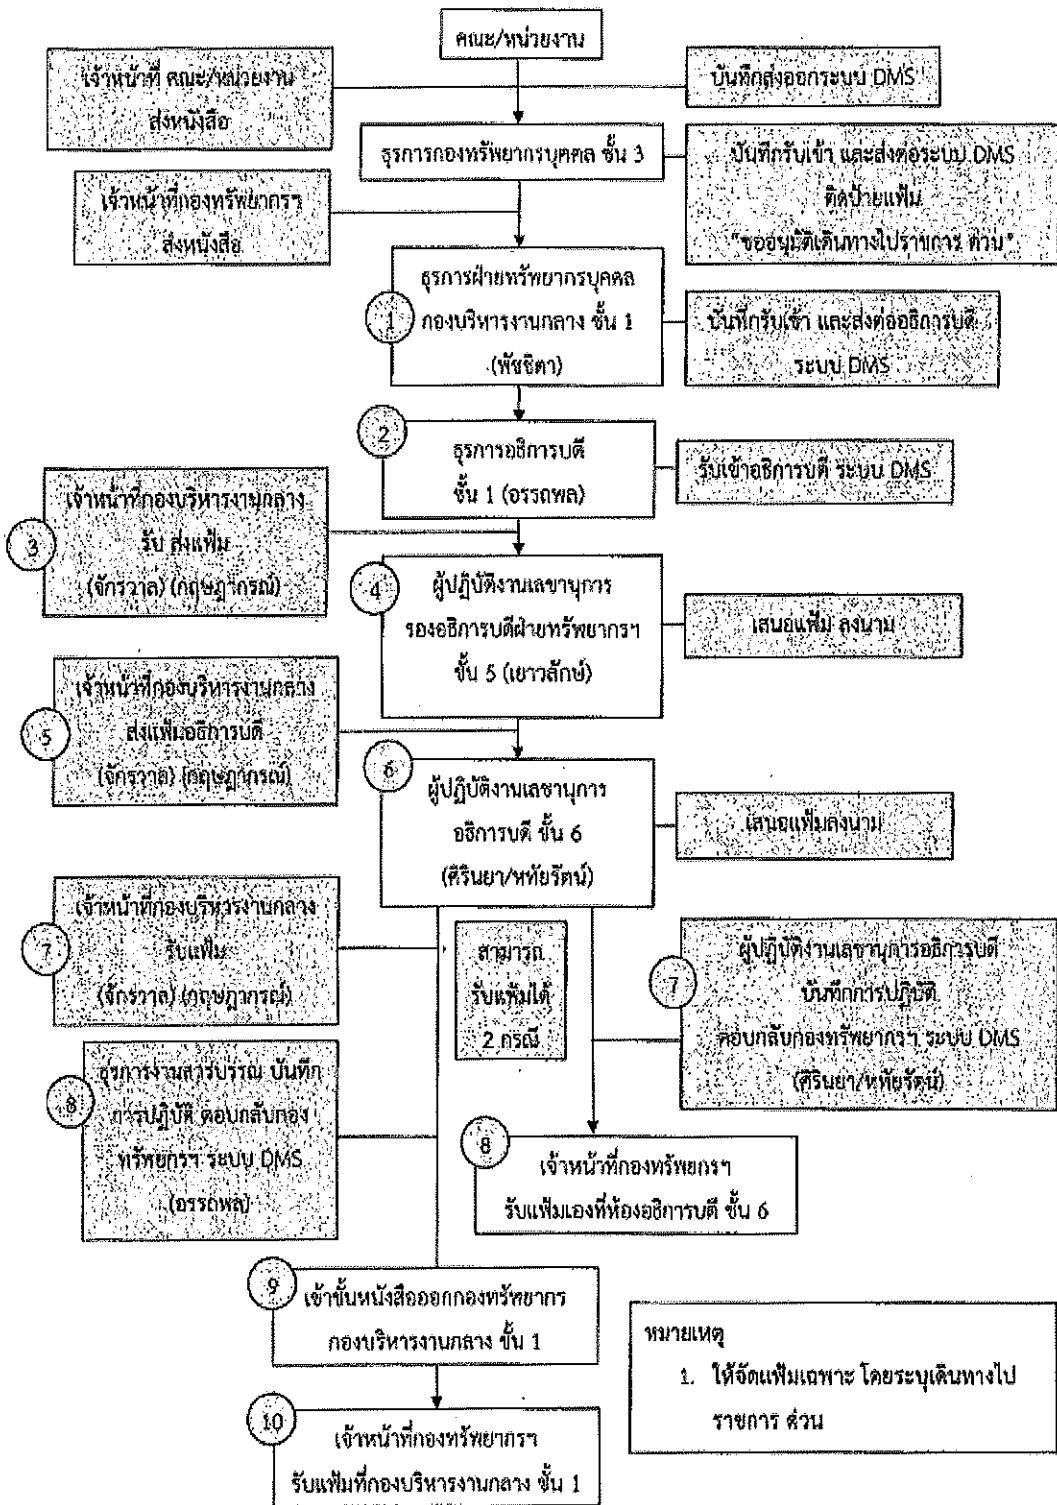 คณะ/หน่วยงาน
เจ้าหน้าที่ คณะ/หน่วยงาน
ส่งหนังสือ
บันทึกส่งออกระบบ DMS
ธุรการกองทรัพยากรบุคคล ชั้น 3
บันทึกรับเข้า และส่งต่อระบบ DMS
ติดป้ายแฟ้ม
"ขออนุมัติเดินทางไปราชการ ด่วน"
เจ้าหน้าที่กองทรัพยากรฯ
ส่งหนังสือ
1
ธุรการฝ่ายทรัพยากรบุคคล
กองบริหารงานกลาง ชั้น 1
(พัชชิตา)
บันทึกรับเข้า และส่งต่ออธิการบดี
ระบบ DMS
2
ธุรการอธิการบดี
ชั้น 1 (อรรถพล)
รับเข้าอธิการบดี ระบบ DMS
3
เจ้าหน้าที่กองบริหารงานกลาง
รับ ส่งแฟ้ม
(จักรวาล) (กฤษฎากรณ์)
4
ผู้ปฏิบัติงานเลขานุการ
รองอธิการบดีฝ่ายทรัพยากรฯ
ชั้น 5 (เยาวลักษ์)
เสนอแฟ้ม ลงนาม
5
เจ้าหน้าที่กองบริหารงานกลาง
ส่งแฟ้มอธิการบดี
(จักรวาล) (กฤษฎากรณ์)
6
ผู้ปฏิบัติงานเลขานุการ
อธิการบดี ชั้น 6
(ศิรินยา/หทัยรัตน์)
เสนอแฟ้มลงนาม
7
เจ้าหน้าที่กองบริหารงานกลาง
รับแฟ้ม
(จักรวาล) (กฤษฎากรณ์)
สามารถ
รับแฟ้มได้
2 กรณี
7
ผู้ปฏิบัติงานเลขานุการอธิการบดี
บันทึกการปฏิบัติ
ตอบกลับกองทรัพยากรฯ ระบบ DMS
(ศิรินยา/หทัยรัตน์)
8
ธุรการงานสารบรรณ บันทึก
การปฏิบัติ ตอบกลับกอง
ทรัพยกรฯ ระบบ DMS
(อรรถพล)
8
เจ้าหน้าที่กองทรัพยกรฯ
รับแฟ้มเองที่ห้องอธิการบดี ชั้น 6
9
เข้าชั้นหนังสือออกกองทรัพยากร
กองบริหารงานกลาง ชั้น 1
10
เจ้าหน้าที่กองทรัพยากรฯ
รับแฟ้มที่กองบริหารงานกลาง ชั้น 1
หมายเหตุ
1. ให้จัดแฟ้มเฉพาะ โดยระบุเดินทางไป
ราชการ ด่วน